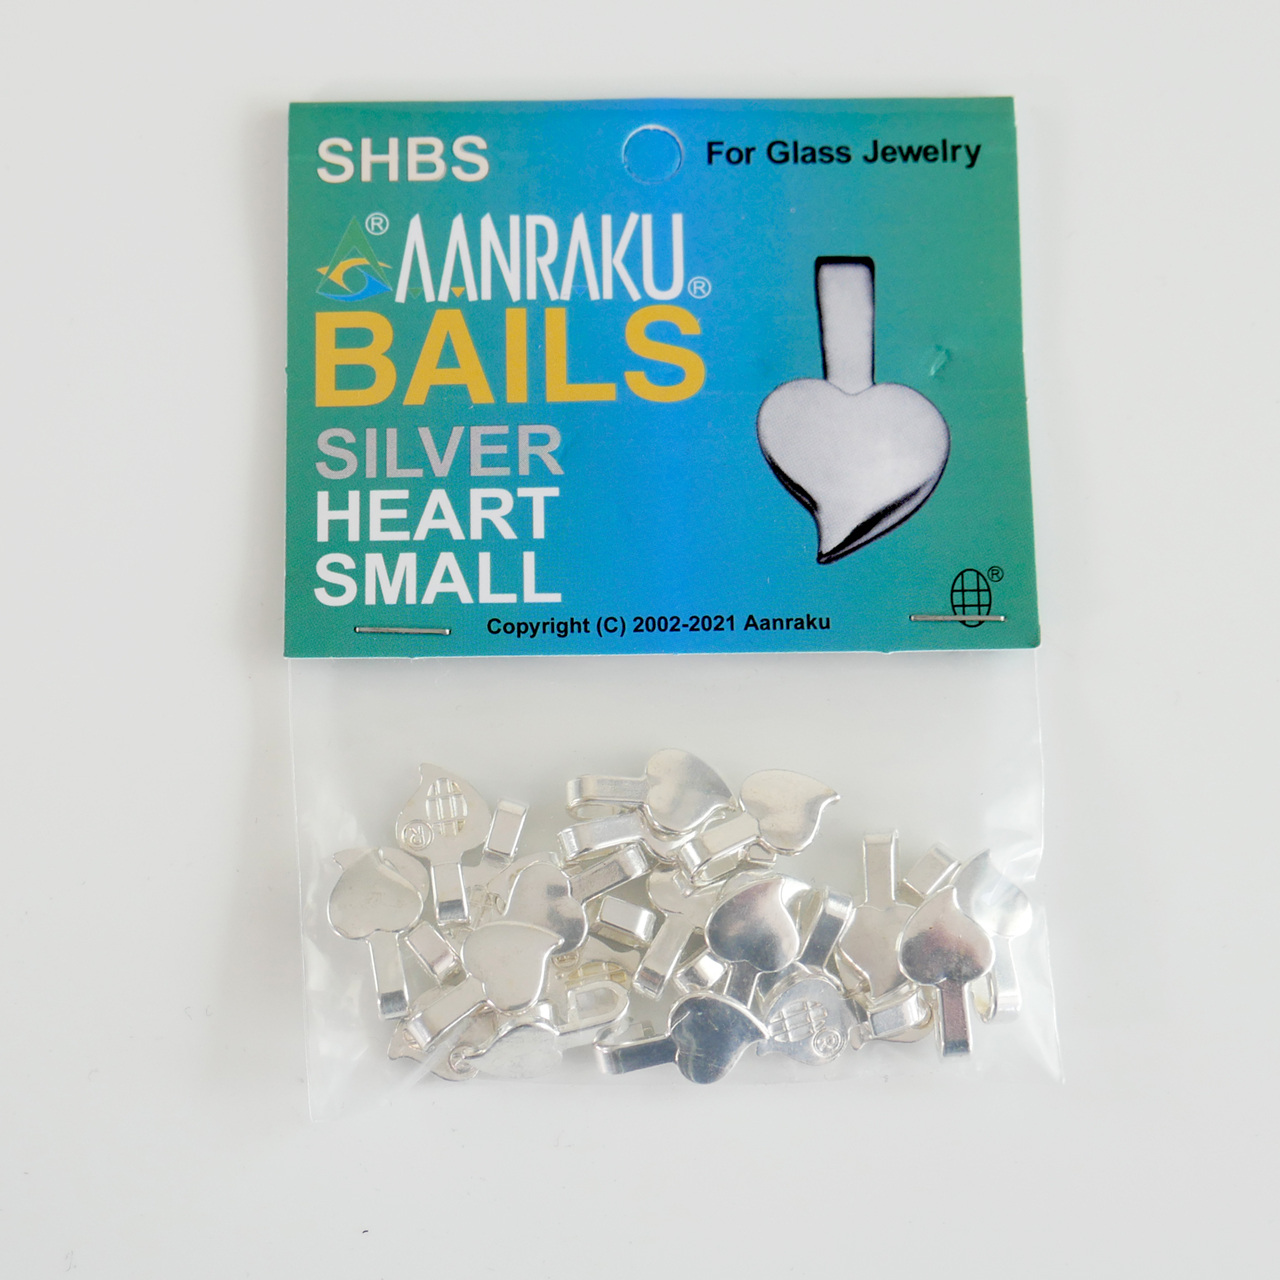 SHBS
For Glass Jewelry
®
AANRAKU®
BAILS
SILVER
HEART
SMALL
®
Copyright (C) 2002-2021 Aanraku
®
®